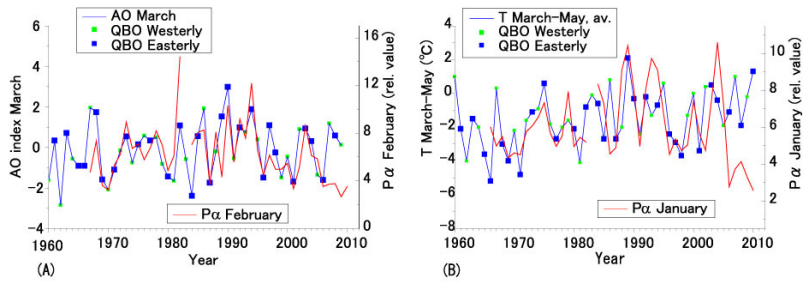 AO March
QBO Westerly
QBO Easterly
6
4
2
0
-2
-4
AO index March
16
12
8
4
0
Pα February (rel. value)
Pα February
1960
1970
1980
1990
2000
2010
Year
(A)
T March-May, av.
QBO Westerly
QBO Easterly
4
2
0
-2
-4
-6
-8
T March-May (℃)
10
8
6
4
2
Pα January (rel. value)
Pα January
1960
1970
1980
1990
2000
2010
Year
(B)